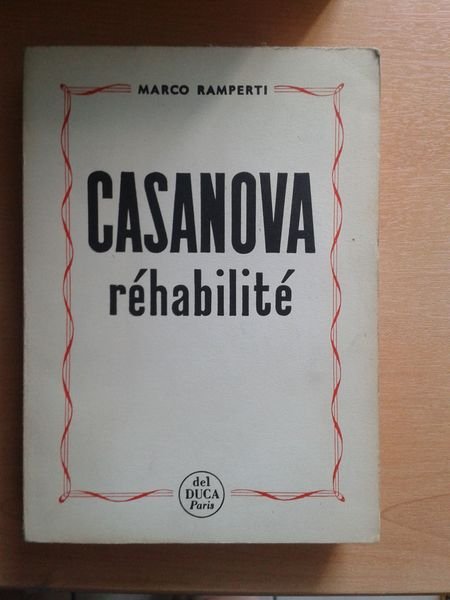 MARCO RAMPERTI
CASANOVA
réhabilité
del
DUCA
Paris